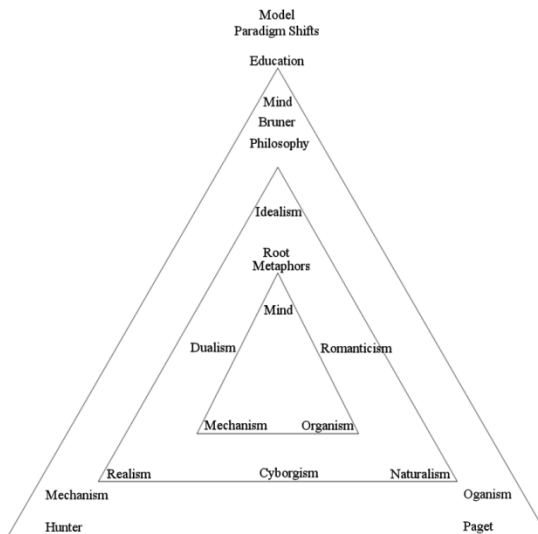 Model
Paradigm Shifts
Education
Mind
Bruner
Philosophy
Idealism
Root
Metaphors
Mind
Dualism Romanticism
Mechanism Organism
Realism Cyborgism Naturalism
Mechanism Oganism
Hunter Paget